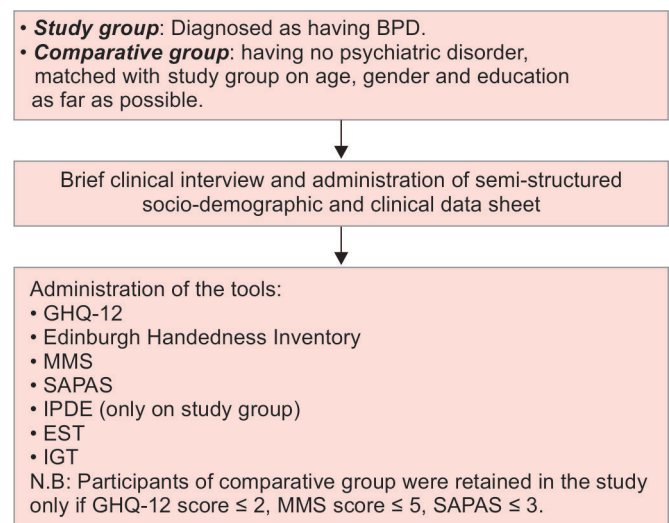 • Study group: Diagnosed as having BPD.
• Comparative group: having no psychiatric disorder,
matched with study group on age, gender and education
as far as possible.
Brief clinical interview and administration of semi-structured
socio-demographic and clinical data sheet
Administration of the tools:
• GHQ-12
• Edinburgh Handedness Inventory
• MMS
• SAPAS
• IPDE (only on study group)
• EST
• IGT
N.B: Participants of comparative group were retained in the study
only if GHQ-12 score ≤ 2, MMS score ≤ 5, SAPAS ≤ 3.